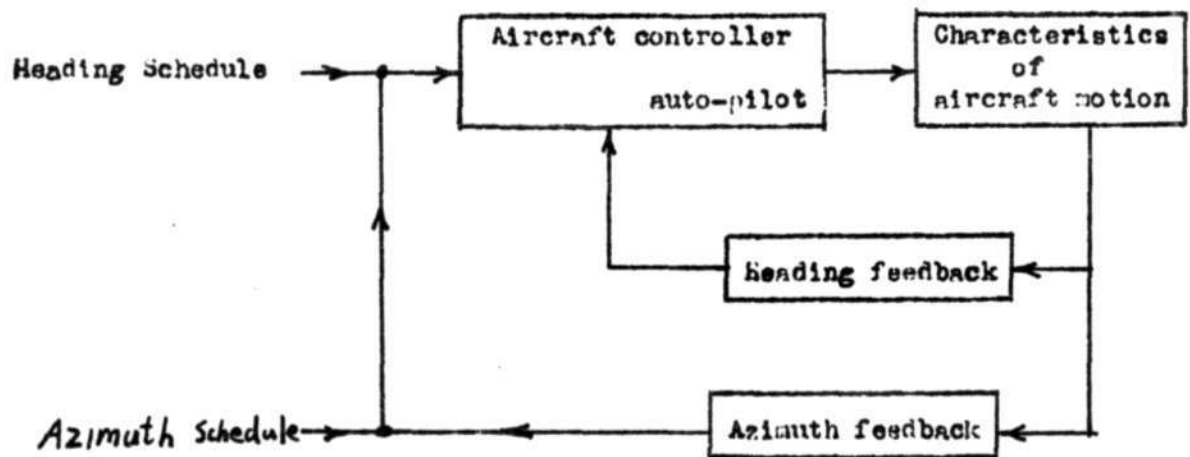 Heading Schedule
Aircraft controller
auto-pilot
Characteristics
of
aircraft motion
Heading feedback
Azimuth Schedule
Azimuth feedback